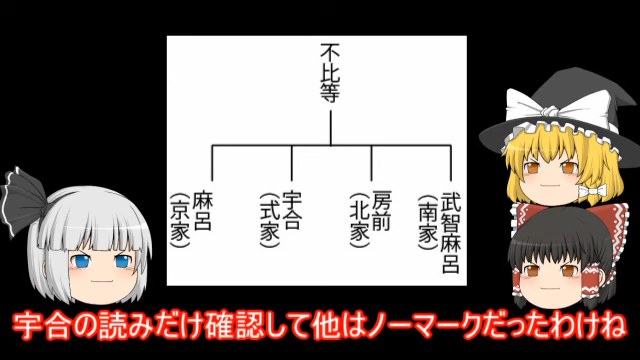 不比等
武智麻呂
(南家)
房前
(北家)
宇合
(式家)
麻呂
(京家)
宇合の読みだけ確認して他はノーマークだったわけね